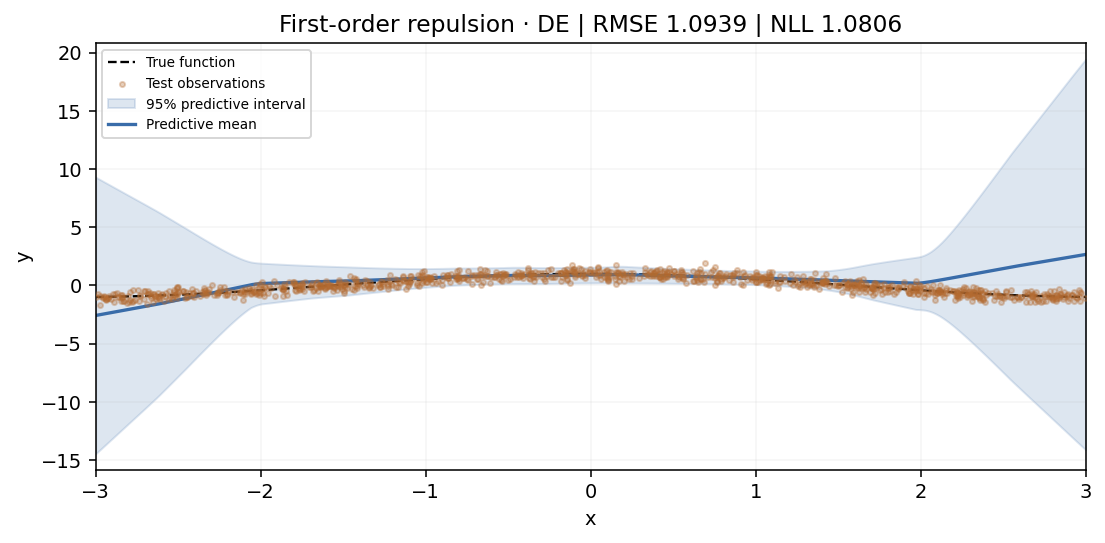 First-order repulsion · DE | RMSE 1.0939 | NLL 1.0806
True function
Test observations
95% predictive interval
Predictive mean
y
20
15
10
5
0
−5
−10
−15
−3
−2
−1
0
1
2
3
x